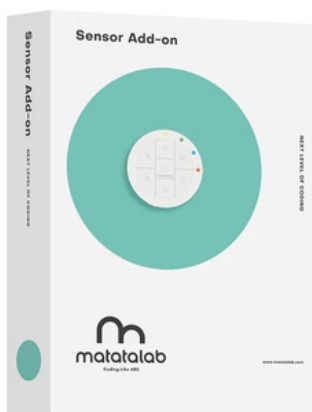 Sensor Add-on
Sensor Add-on
NEXT LEVEL OF CODING
NEXT LEVEL OF CODING
matatalab
Coding Like ABC
www.matatalab.com